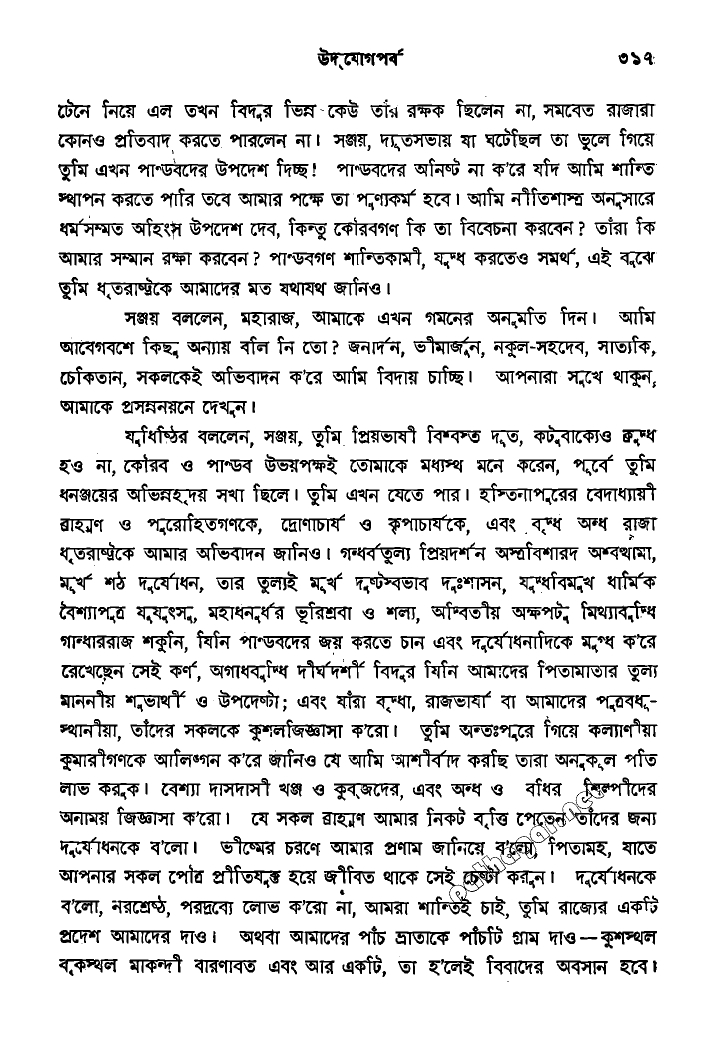 উদ্‌যোগপর্ব ৩১৭
টেনে নিয়ে এল তখন বিদুর ভিন্ন কেউ তাঁর রক্ষক ছিলেন না, সমবেত রাজারা
কোনও প্রতিবাদ করতে পারলেন না। সঞ্জয়, দ্যূতসভায় যা ঘটেছিল তা ভুলে গিয়ে
তুমি এখন পাণ্ডবদের উপদেশ দিচ্ছ! পাণ্ডবদের অনিষ্ট না ক'রে যদি আমি শান্তি
স্থাপন করতে পারি তবে আমার পক্ষে তা পুণ্যকর্ম হবে। আমি নীতিশাস্ত্র অনুসারে
ধর্মসম্মত অহিংস উপদেশ দেব, কিন্তু কৌরবগণ কি তা বিবেচনা করবেন? তাঁরা কি
আমার সম্মান রক্ষা করবেন? পাণ্ডবগণ শান্তিকামী, যুদ্ধ করতেও সমর্থ, এই বুঝে
তুমি ধৃতরাষ্ট্রকে আমাদের মত যথাযথ জানিও।
সঞ্জয় বললেন, মহারাজ, আমাকে এখন গমনের অনুমতি দিন। আমি
আবেগবশে কিছু অন্যায় বলি নি তো? জনার্দন, ভীমার্জুন, নকুল-সহদেব, সাত্যকি,
চেকিতান, সকলকেই অভিবাদন ক'রে আমি বিদায় চাচ্ছি। আপনারা সুখে থাকুন,
আমাকে প্রসন্ননয়নে দেখুন।
যুধিষ্ঠির বললেন, সঞ্জয়, তুমি প্রিয়ভাষী বিশ্বস্ত দূত, কটুবাক্যেও ক্রুদ্ধ
হও না, কৌরব ও পাণ্ডব উভয়পক্ষই তোমাকে মধ্যস্থ মনে করেন, পূর্বে তুমি
ধনঞ্জয়ের অভিন্নহৃদয় সখা ছিলে। তুমি এখন যেতে পার। হস্তিনাপুরের বেদাধ্যায়ী
ব্রাহ্মণ ও পুরোহিতগণকে, দ্রোণাচার্য ও কৃপাচার্যকে, এবং বৃদ্ধ অন্ধ রাজা
ধৃতরাষ্ট্রকে আমার অভিবাদন জানিও। গন্ধর্বতুল্য প্রিয়দর্শন অস্ত্রবিশারদ অশ্বত্থামা,
মূর্খ শঠ দুর্যোধন, তার তুল্যই মূর্খ দুষ্টস্বভাব দুঃশাসন, যুদ্ধবিমুখ ধার্মিক
বৈশ্যাপুত্র যুযুৎসু, মহাধনুর্ধর ভূরিশ্রবা ও শল্য, অদ্বিতীয় অক্ষপটু মিথ্যাবুদ্ধি
গান্ধাররাজ শকুনি, যিনি পাণ্ডবদের জয় করতে চান এবং দুর্যোধনাদিকে মুগ্ধ ক'রে
রেখেছেন সেই কর্ণ, অগাধবুদ্ধি দীর্ঘদর্শী বিদুর যিনি আমাদের পিতামাতার তুল্য
মাননীয় শুভার্থী ও উপদেষ্টা; এবং যাঁরা বৃদ্ধা, রাজভার্যা বা আমাদের পুত্রবধূ-
স্থানীয়া, তাঁদের সকলকে কুশলজিজ্ঞাসা ক'রো। তুমি অন্তঃপুরে গিয়ে কল্যাণীয়া
কুমারীগণকে আলিঙ্গন ক'রে জানিও যে আমি আশীর্বাদ করছি তারা অনুকূল পতি
লাভ করুক। বেশ্যা দাসদাসী খঞ্জ ও কুব্জদের, এবং অন্ধ ও বধির শিল্পীদের
অনাময় জিজ্ঞাসা ক'রো। যে সকল ব্রাহ্মণ আমার নিকট বৃত্তি পেতেন তাঁদের জন্য
দুর্যোধনকে ব'লো। ভীষ্মের চরণে আমার প্রণাম জানিয়ে ব'লো, পিতামহ, যাতে
আপনার সকল পৌত্র প্রীতিযুক্ত হয়ে জীবিত থাকে সেই চেষ্টা করুন। দুর্যোধনকে
ব'লো, নরশ্রেষ্ঠ, পরদ্রব্যে লোভ ক'রো না, আমরা শান্তিই চাই, তুমি রাজ্যের একটি
প্রদেশ আমাদের দাও। অথবা আমাদের পাঁচ ভ্রাতাকে পাঁচটি গ্রাম দাও—কুশস্থল
বৃকস্থল মাকন্দী বারণাবত এবং আর একটি, তা হ'লেই বিবাদের অবসান হবে।